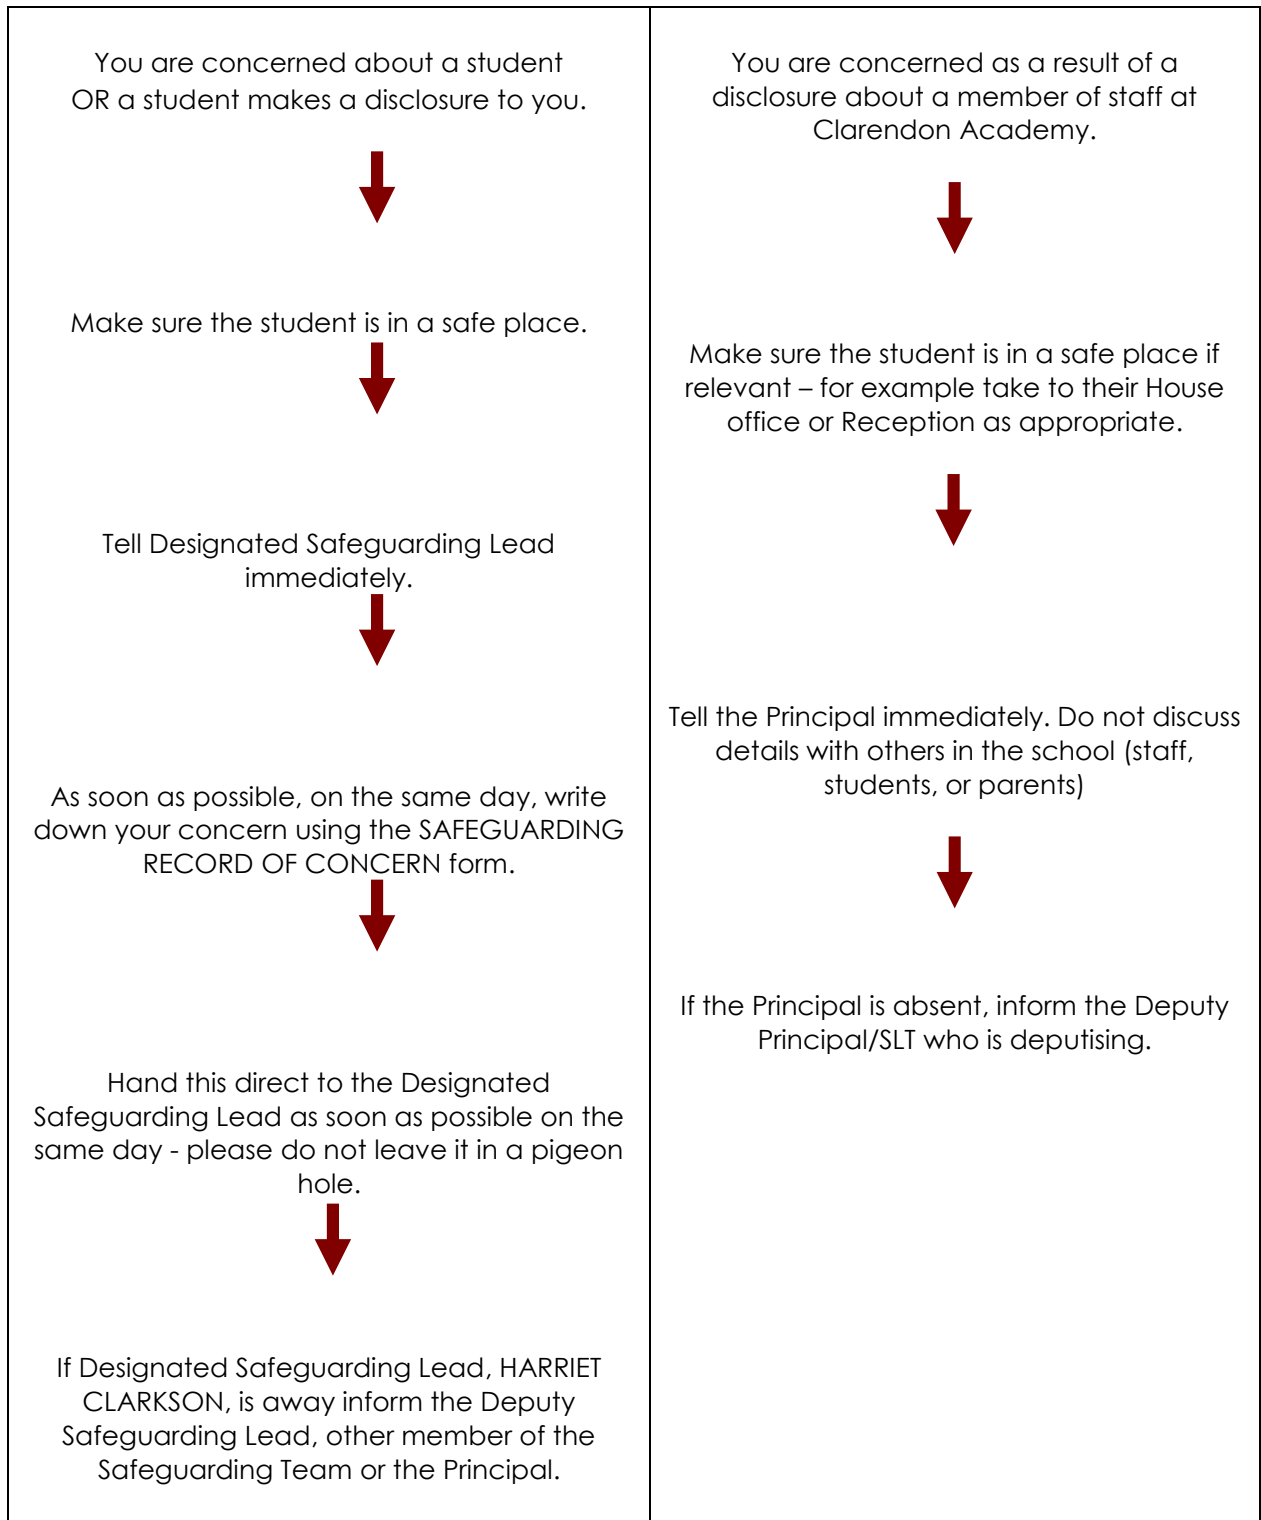 You are concerned about a student
OR a student makes a disclosure to you.
Make sure the student is in a safe place.
Tell Designated Safeguarding Lead
immediately.
As soon as possible, on the same day, write
down your concern using the SAFEGUARDING
RECORD OF CONCERN form.
Hand this direct to the Designated
Safeguarding Lead as soon as possible on the
same day - please do not leave it in a pigeon
hole.
If Designated Safeguarding Lead, HARRIET
CLARKSON, is away inform the Deputy
Safeguarding Lead, other member of the
Safeguarding Team or the Principal.
You are concerned as a result of a
disclosure about a member of staff at
Clarendon Academy.
Make sure the student is in a safe place if
relevant – for example take to their House
office or Reception as appropriate.
Tell the Principal immediately. Do not discuss
details with others in the school (staff,
students, or parents)
If the Principal is absent, inform the Deputy
Principal/SLT who is deputising.